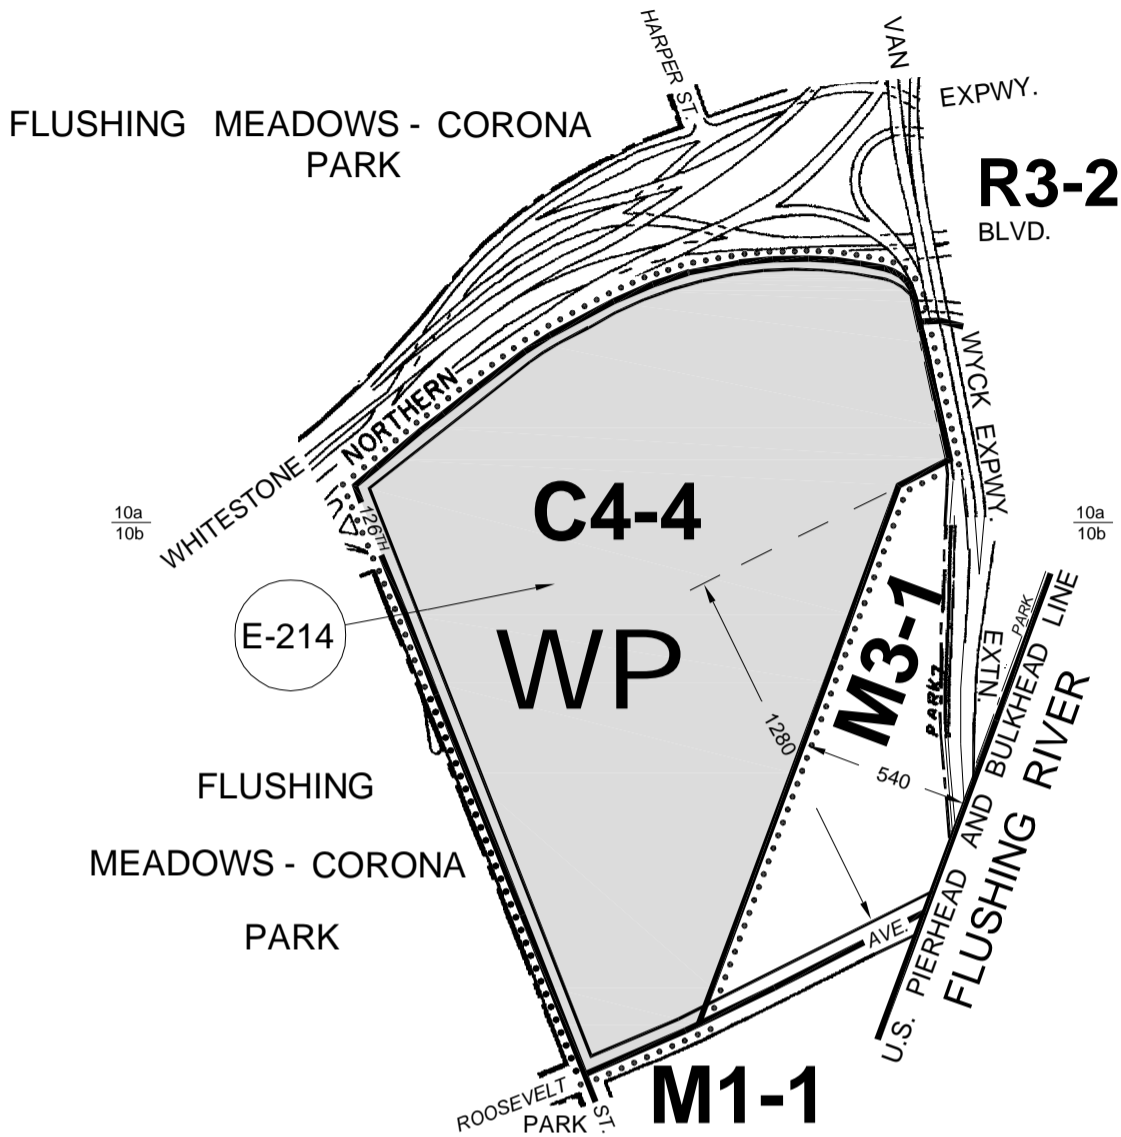 HARPER ST.
VAN
EXPWY.
FLUSHING MEADOWS - CORONA
PARK
R3-2
BLVD.
NORTHERN
WYCK EXPWY.
WHITESTONE
10a
10b
126TH
C4-4
10a
10b
E-214
WP
M3-1
PARK
EXTN.
PARK
1280
540
FLUSHING
MEADOWS - CORONA
PARK
U.S. PIERHEAD AND BULKHEAD LINE
FLUSHING RIVER
AVE.
ROOSEVELT
PARK
ST.
M1-1